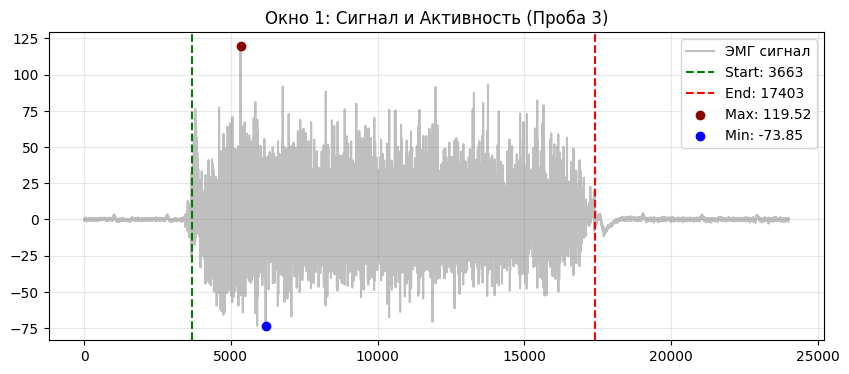 Окно 1: Сигнал и Активность (Проба 3)
ЭМГ сигнал
Start: 3663
End: 17403
Max: 119.52
Min: -73.85
125
100
75
50
25
0
−25
−50
−75
0 5000 10000 15000 20000 25000